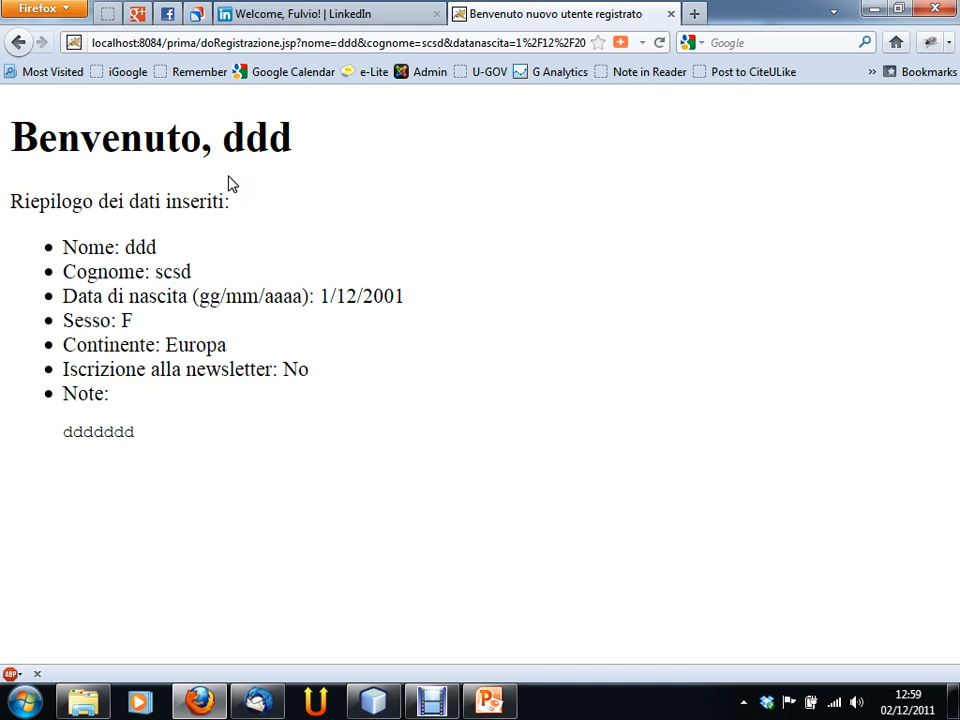 Firefox
Welcome, Fulvio! | LinkedIn
Benvenuto nuovo utente registrato
localhost:8084/prima/doRegistrazione.jsp?nome=ddd&cognome=scsd&datanascita=1%2F12%2F20
Google
Most Visited iGoogle Remember Google Calendar e-Lite Admin U-GOV G Analytics Note in Reader Post to CiteULike » Bookmarks
Benvenuto, ddd
Riepilogo dei dati inseriti:
• Nome: ddd
• Cognome: scsd
• Data di nascita (gg/mm/aaaa): 1/12/2001
• Sesso: F
• Continente: Europa
• Iscrizione alla newsletter: No
• Note:
ddddddd
ABP
12:59
02/12/2011